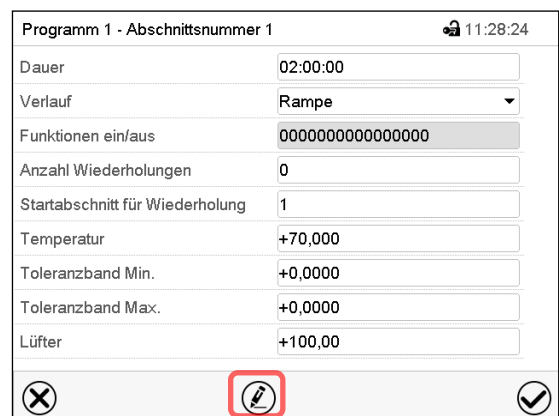 Programm 1 - Abschnittsnummer 1 11:28:24
Dauer 02:00:00
Verlauf Rampe
Funktionen ein/aus 0000000000000000
Anzahl Wiederholungen 0
Startabschnitt für Wiederholung 1
Temperatur +70,000
Toleranzband Min. +0,0000
Toleranzband Max. +0,0000
Lüfter +100,00